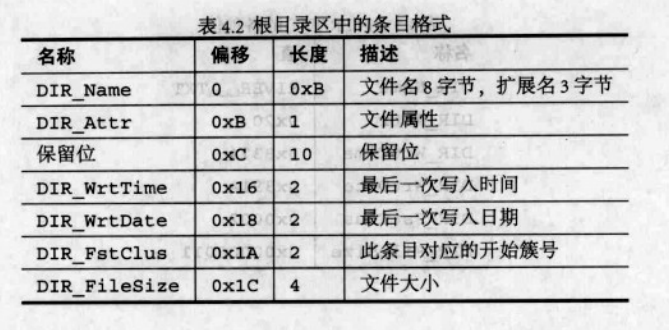 表4.2 根目录区中的条目格式
名称 偏移 长度 描述
DIR_Name 0 0xB 文件名8字节，扩展名3字节
DIR_Attr 0xB 1 文件属性
保留位 0xC 10 保留位
DIR_WrtTime 0x16 2 最后一次写入时间
DIR_WrtDate 0x18 2 最后一次写入日期
DIR_FstClus 0x1A 2 此条目对应的开始簇号
DIR_FileSize 0x1C 4 文件大小